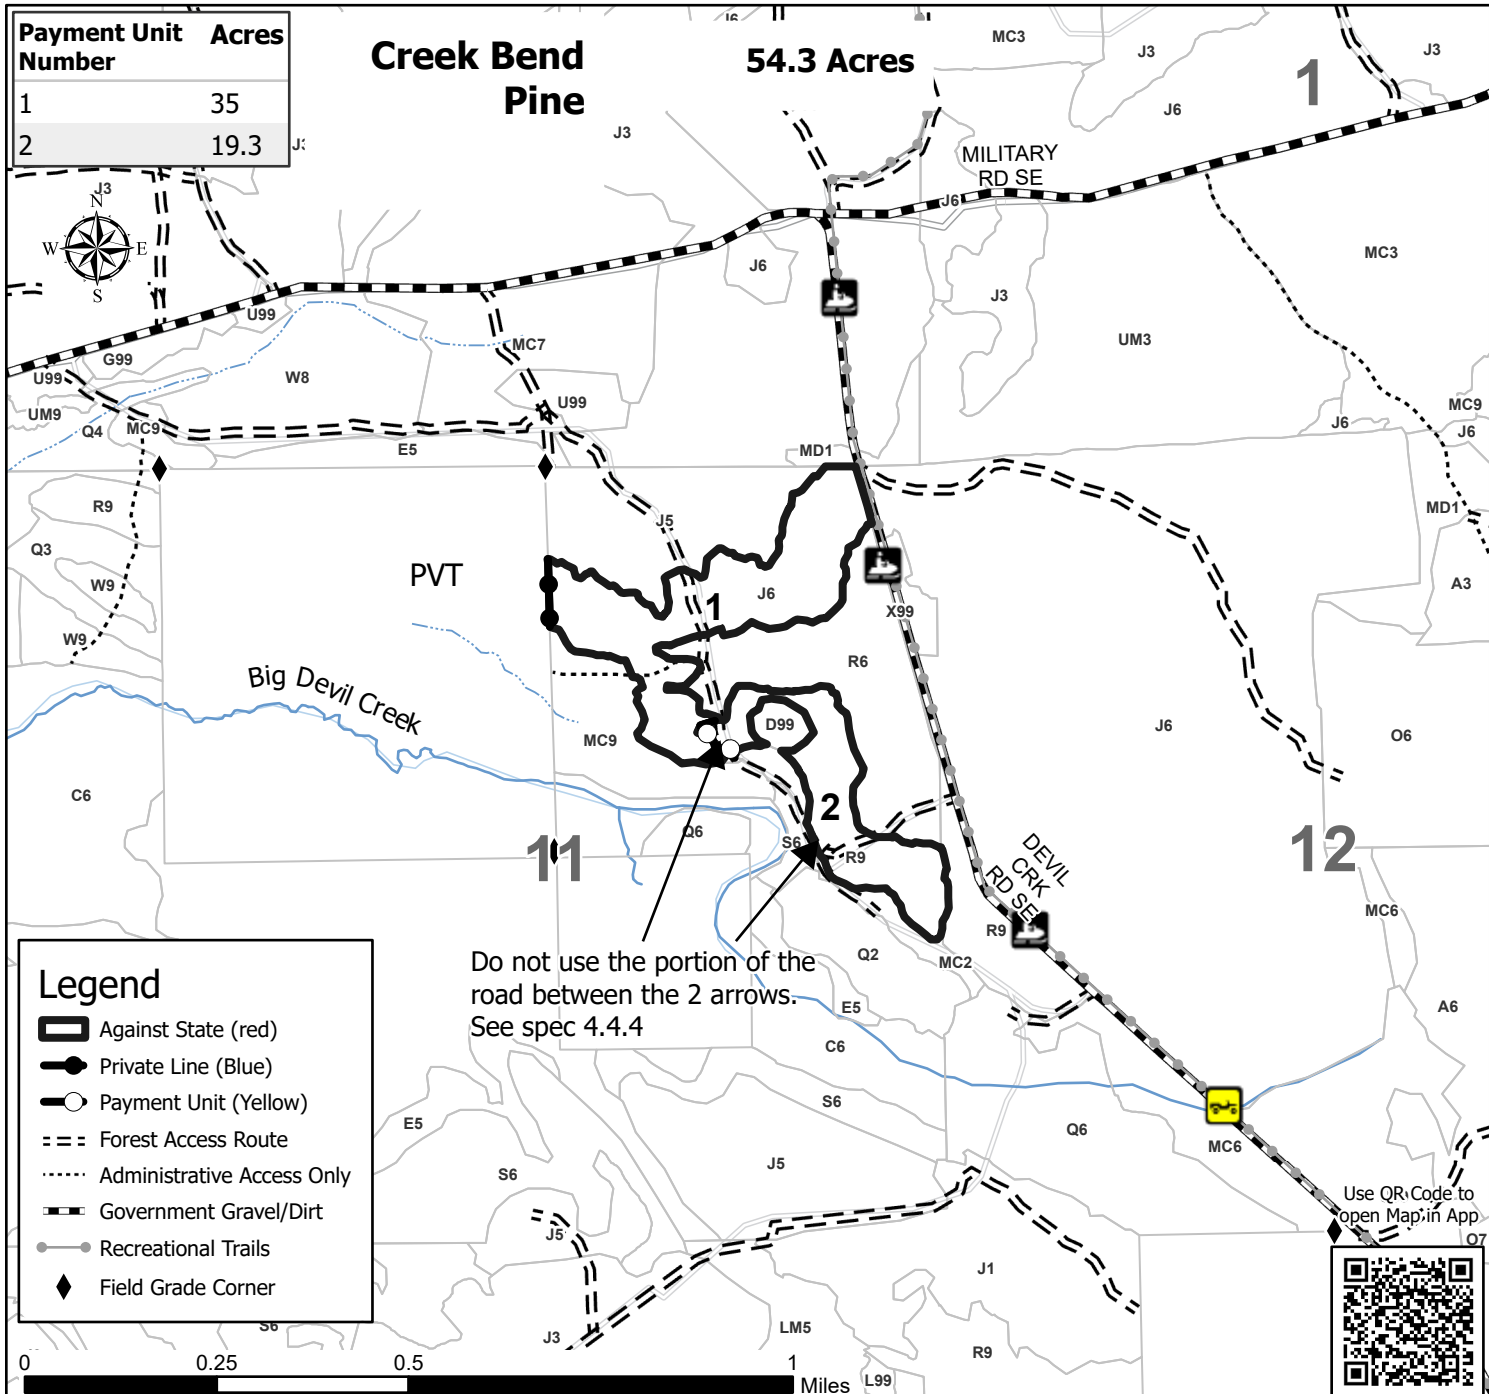 Payment Unit Number Acres
1 35
2 19.3
Creek Bend
Pine
54.3 Acres
J6
MC3
J3
J3
1
J6
J3
J3
MILITARY
RD SE
J3
N
W E
S
J6
MC3
J6
J3
U99
UM3
MC7
G99
U99
W8
U99
UM9
MC9
Q4
MC9
J6
J6
E5
MD1
R9
MD1
J5
Q3
PVT
W9
J6
1
A3
X99
W9
R6
Big Devil Creek
D99
J6
O6
MC9
C6
2
Q6
S6
11
R9
12
DEVIL
CRK
RD SE
MC6
R9
Q2
MC2
Do not use the portion of the
road between the 2 arrows.
See spec 4.4.4
E5
A6
C6
Legend
Against State (red)
Private Line (Blue)
Payment Unit (Yellow)
Forest Access Route
Administrative Access Only
Government Gravel/Dirt
Recreational Trails
Field Grade Corner
S6
E5
Q6
MC6
J5
S6
Use QR Code to
open Map in App
J5
O7
J1
S6
J3
LM5
R9
L99
0 0.25 0.5 1
Miles